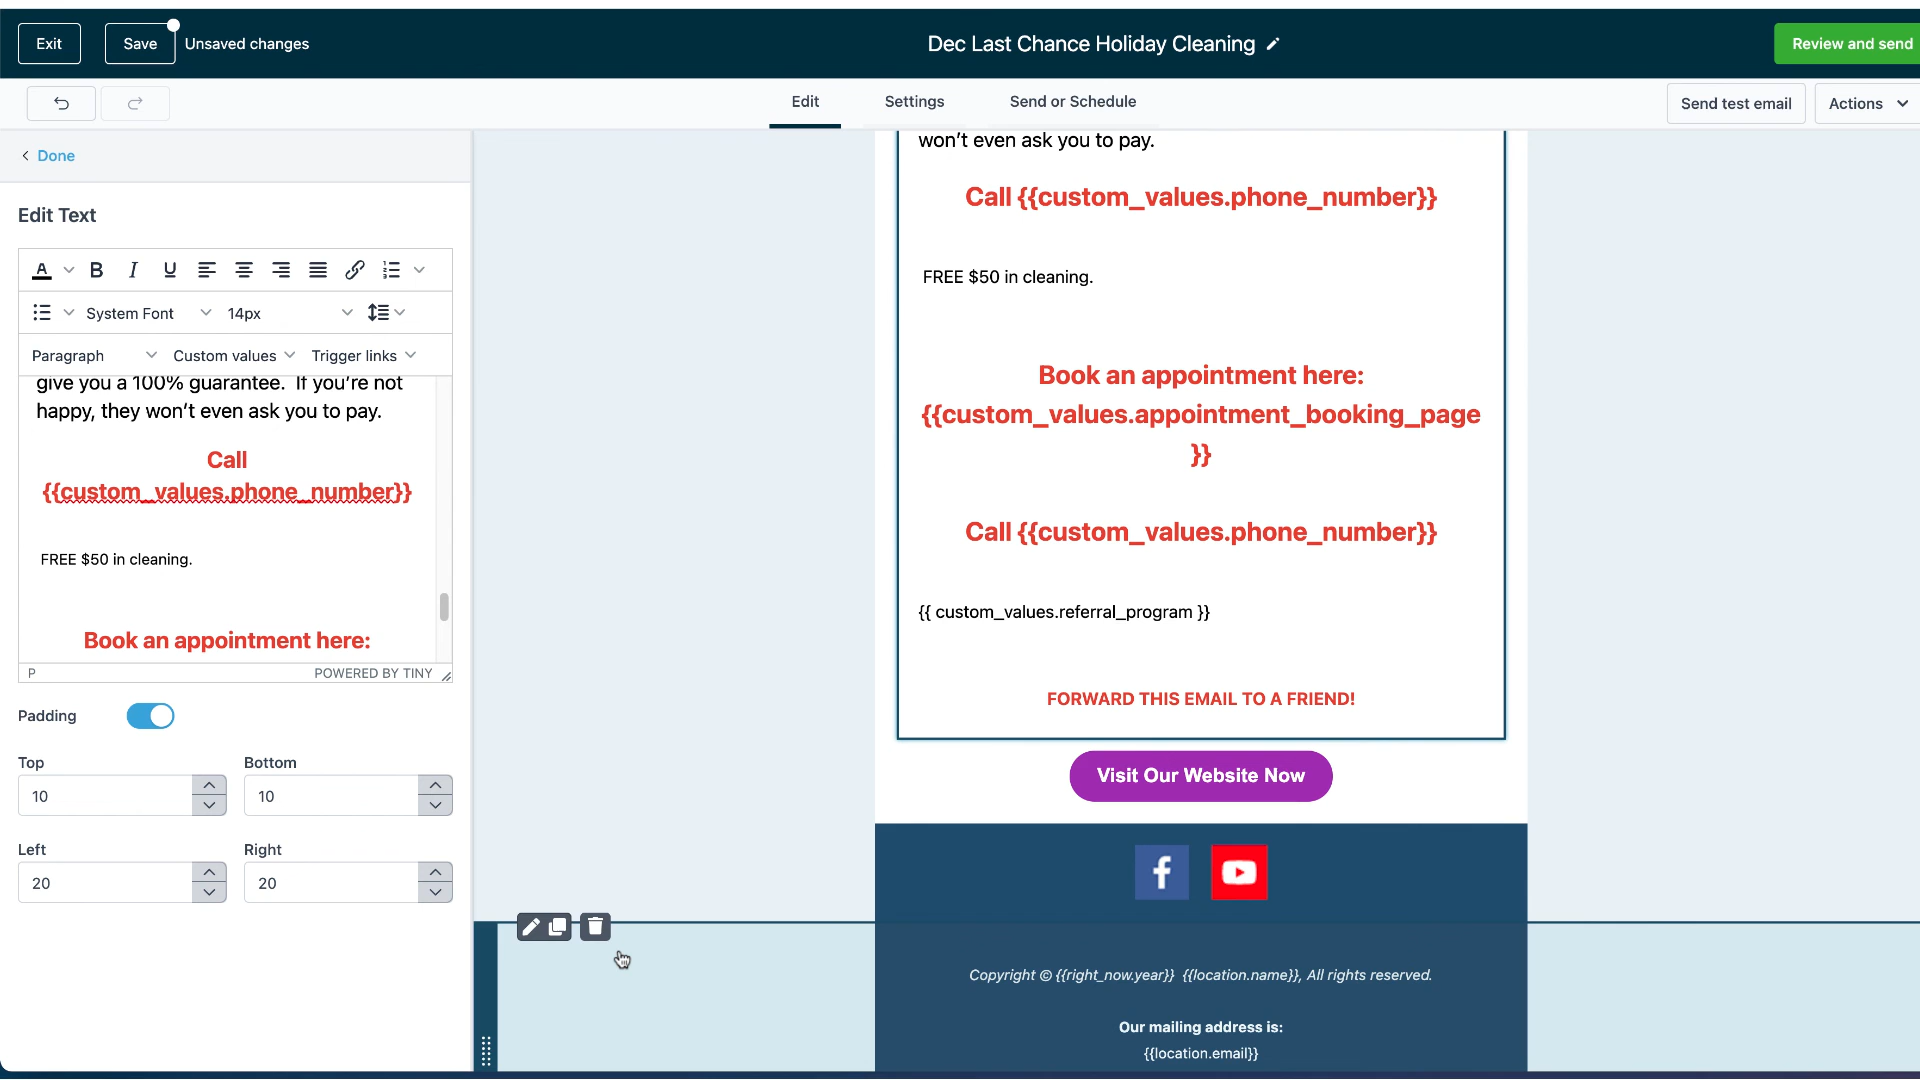 Exit
Save
Unsaved changes
Dec Last Chance Holiday Cleaning
Review and send
Edit
Settings
Send or Schedule
Send test email
Actions
Done
Edit Text
A
B
I
U
System Font
14px
Paragraph
Custom values
Trigger links
give you a 100% guarantee. If you're not
happy, they won't even ask you to pay.
Call
{{custom_values.phone_number}}
FREE $50 in cleaning.
Book an appointment here:
P
POWERED BY TINY
Padding
Top
Bottom
10
10
Left
Right
20
20
won't even ask you to pay.
Call {{custom_values.phone_number}}
FREE $50 in cleaning.
Book an appointment here:
{{custom_values.appointment_booking_page
}}
Call {{custom_values.phone_number}}
{{ custom_values.referral_program }}
FORWARD THIS EMAIL TO A FRIEND!
Visit Our Website Now
f
Copyright © {{right_now.year}} {{location.name}}, All rights reserved.
Our mailing address is:
{{location.email}}